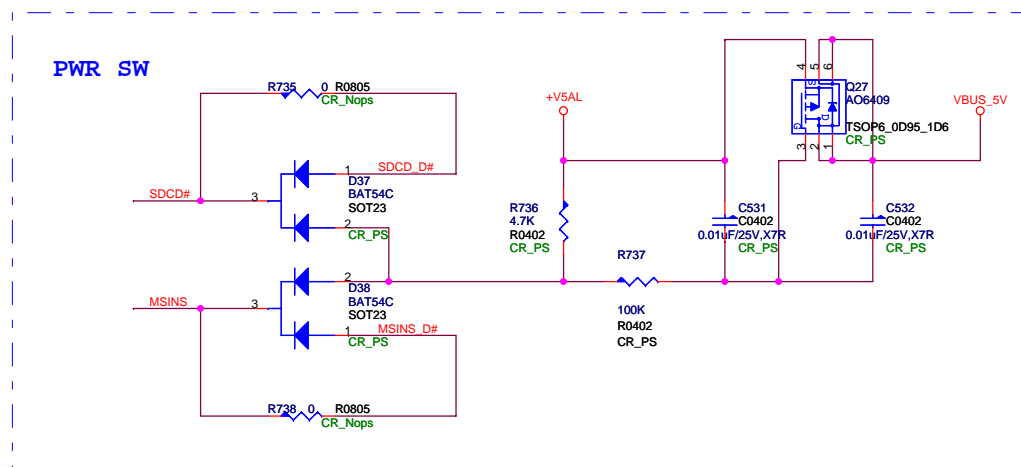 PWR SW
R735 0 R0805
CR_Nops
1 SDCD_D#
D37
BAT54C
SOT23
SDCD#
3
2
CR_PS
2
D38
BAT54C
SOT23
MSINS
3
1 MSINS_D#
CR_PS
R738 0 R0805
CR_Nops
+V5AL
R736
4.7K
R0402
CR_PS
R737
100K
R0402
CR_PS
C531
C0402
0.01uF/25V,X7R
CR_PS
4 5 6
S
D
G
Q27
AO6409
TSOP6_0D95_1D6
CR_PS
3 2 1
VBUS_5V
C532
C0402
0.01uF/25V,X7R
CR_PS